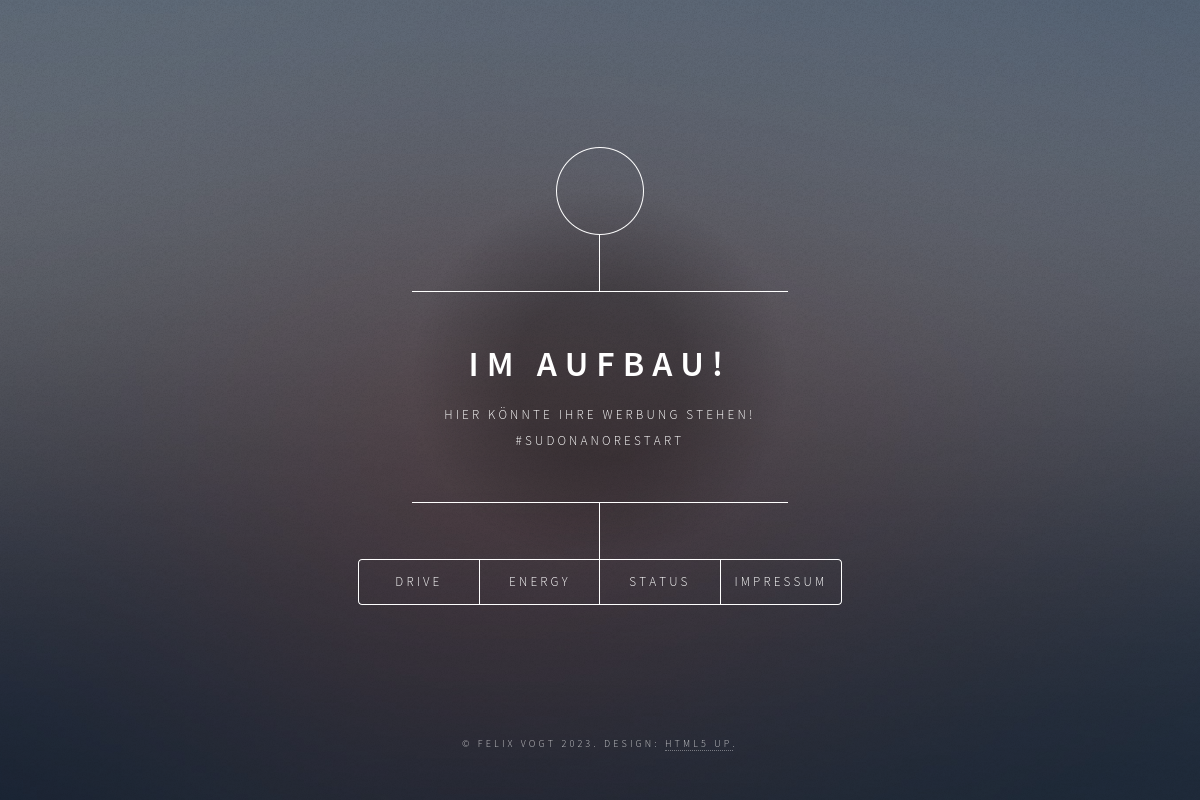 IM AUFBAU!
HIER KÖNNTE IHRE WERBUNG STEHEN!
#SUDONANORESTART
DRIVE
ENERGY
STATUS
IMPRESSUM
© FELIX VOGT 2023. DESIGN: HTML5 UP.